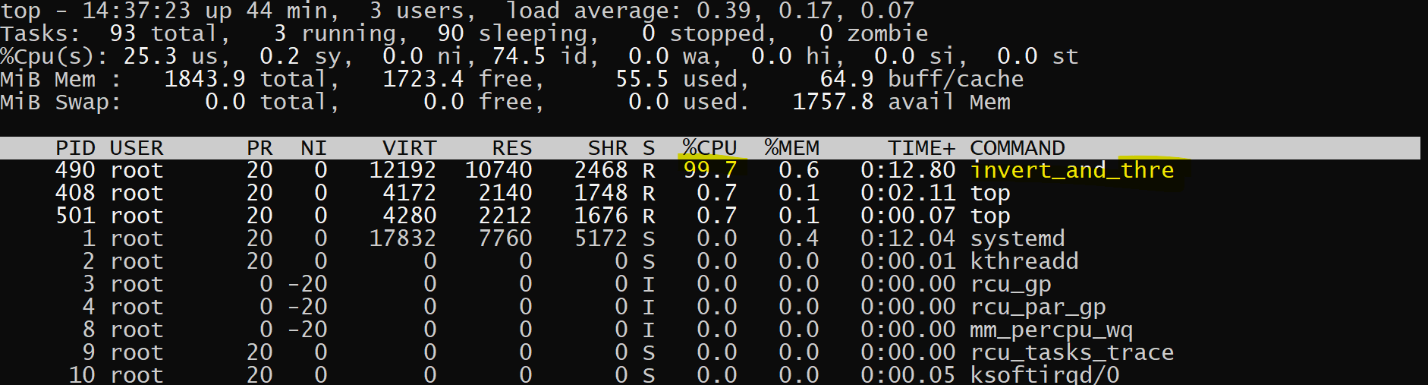 top - 14:37:23 up 44 min,  3 users,  load average: 0.39, 0.17, 0.07
Tasks:  93 total,   3 running,  90 sleeping,   0 stopped,   0 zombie
%Cpu(s): 25.3 us,  0.2 sy,  0.0 ni, 74.5 id,  0.0 wa,  0.0 hi,  0.0 si,  0.0 st
MiB Mem :   1843.9 total,   1723.4 free,     55.5 used,     64.9 buff/cache
MiB Swap:      0.0 total,      0.0 free,      0.0 used.   1757.8 avail Mem
PID USER      PR  NI    VIRT    RES    SHR S  %CPU  %MEM     TIME+ COMMAND
490 root      20   0   12192  10740   2468 R  99.7   0.6   0:12.80 invert_and_thre
408 root      20   0    4172   2140   1748 R   0.7   0.1   0:02.11 top
501 root      20   0    4280   2212   1676 R   0.7   0.1   0:00.07 top
1 root      20   0   17832   7760   5172 S   0.0   0.4   0:12.04 systemd
2 root      20   0       0      0      0 S   0.0   0.0   0:00.01 kthreadd
3 root       0 -20       0      0      0 I   0.0   0.0   0:00.00 rcu_gp
4 root       0 -20       0      0      0 I   0.0   0.0   0:00.00 rcu_par_gp
8 root       0 -20       0      0      0 I   0.0   0.0   0:00.00 mm_percpu_wq
9 root      20   0       0      0      0 S   0.0   0.0   0:00.00 rcu_tasks_trace
10 root      20   0       0      0      0 S   0.0   0.0   0:00.05 ksoftirqd/0